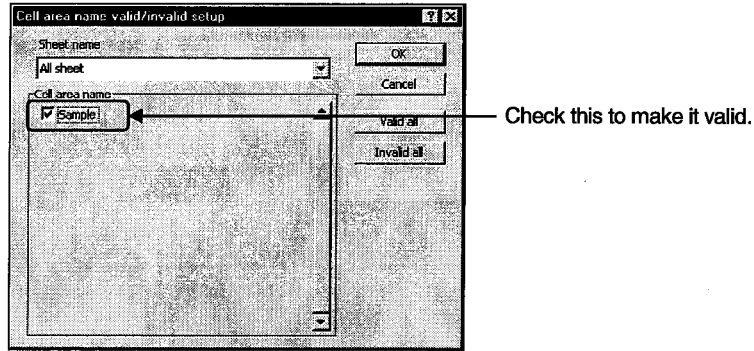 Cell area name valid/invalid setup
Sheet name
All sheet
OK
Cancel
Cell area name
Sample
Valid all
Invalid all
Check this to make it valid.